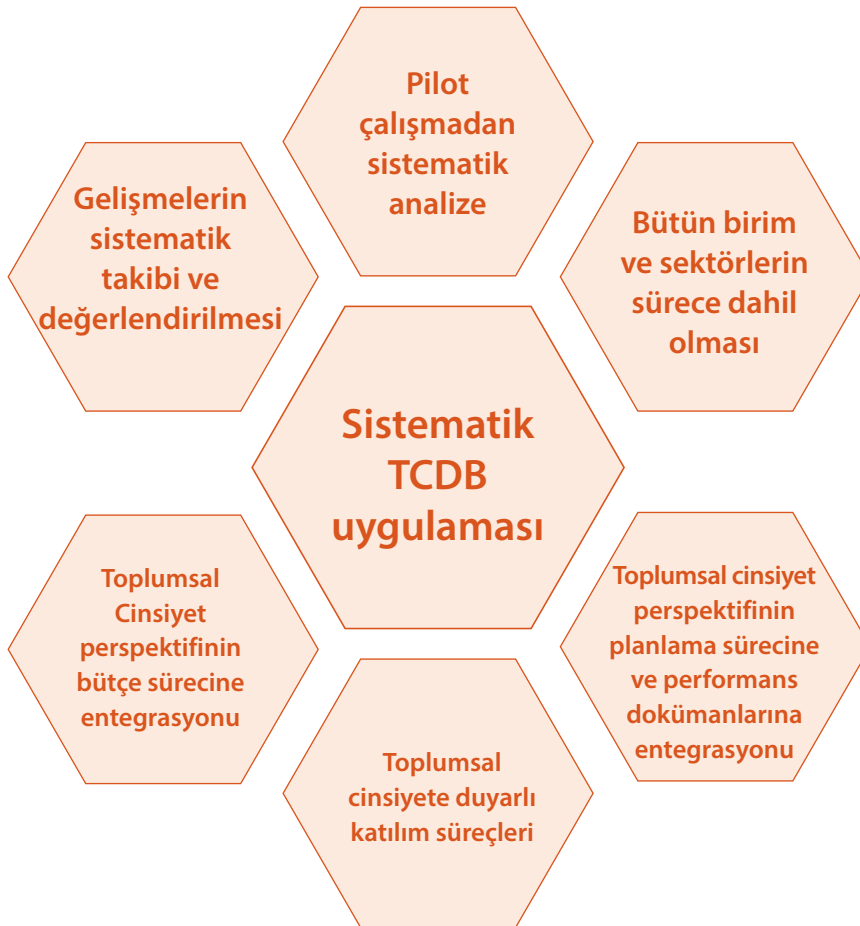 Pilot
çalışmadan
sistematik
analize
Gelişmelerin
sistematik
takibi ve
değerlendirilmesi
Bütün birim
ve sektörlerin
sürece dahil
olması
Sistematik
TCDB
uygulaması
Toplumsal
Cinsiyet
perspektifinin
bütçe sürecine
entegrasyonu
Toplumsal cinsiyet
perspektifinin
planlama sürecine
ve performans
dokümanlarına
entegrasyonu
Toplumsal
cinsiyete duyarlı
katılım süreçleri